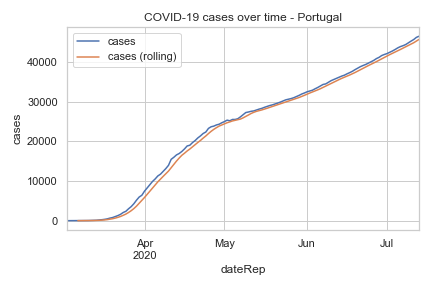 COVID-19 cases over time - Portugal
cases
cases (rolling)
40000
30000
20000
10000
0
cases
Apr
2020
May
Jun
Jul
dateRep